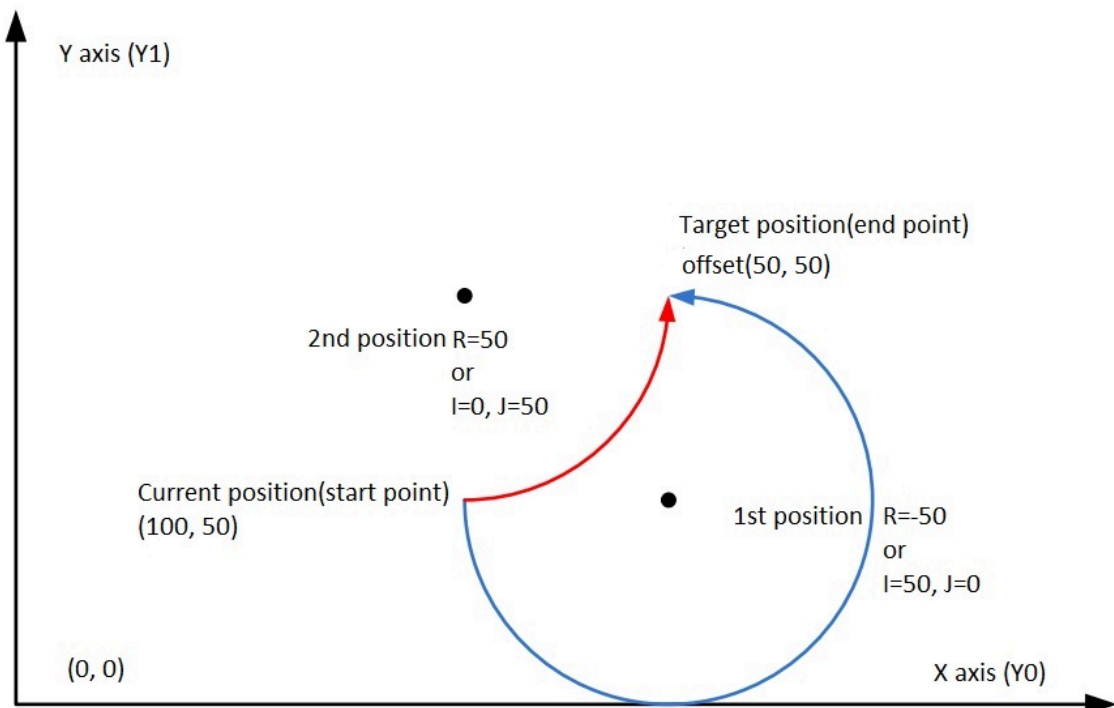 Y axis (Y1)
Target position(end point)
offset(50, 50)
2nd position R=50
or
I=0, J=50
Current position(start point)
(100, 50)
1st position R=-50
or
I=50, J=0
(0, 0)
X axis (Y0)